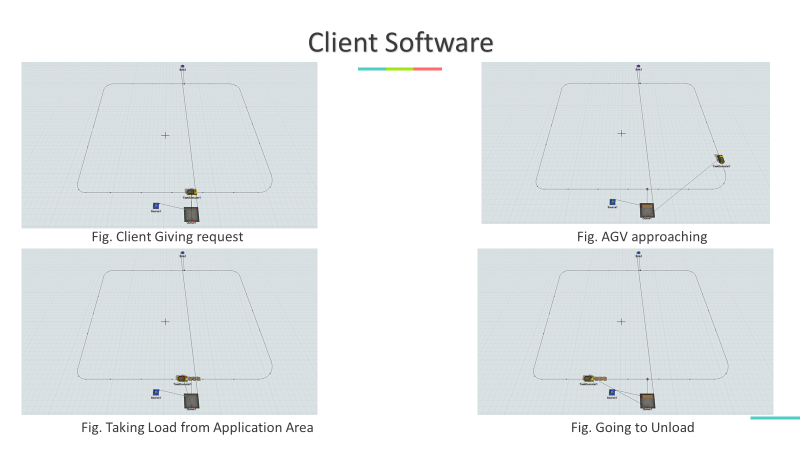 Client Software
Fig. Client Giving request
Fig. AGV approaching
Fig. Taking Load from Application Area
Fig. Going to Unload